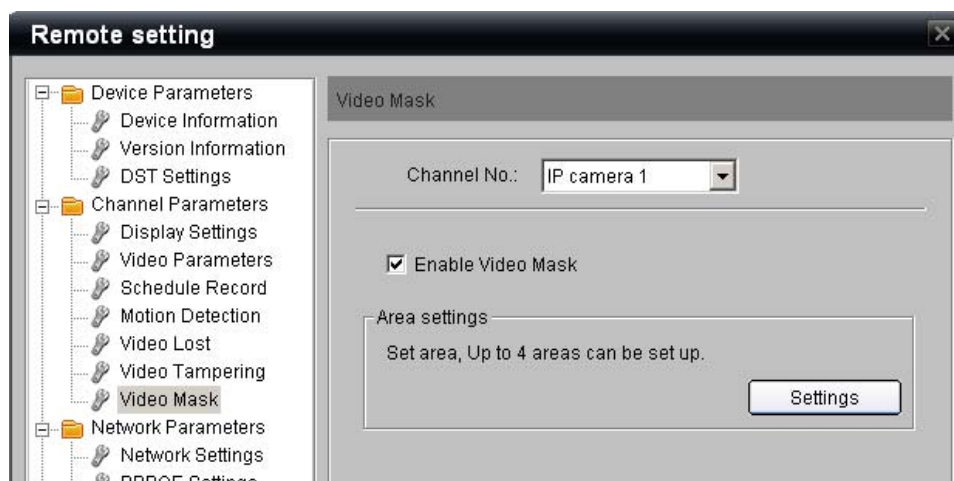 Remote setting
Device Parameters
Device Information
Version Information
DST Settings
Channel Parameters
Display Settings
Video Parameters
Schedule Record
Motion Detection
Video Lost
Video Tampering
Video Mask
Network Parameters
Network Settings
PPPOE Settings
Video Mask
Channel No.: IP camera 1
Enable Video Mask
Area settings
Set area, Up to 4 areas can be set up.
Settings